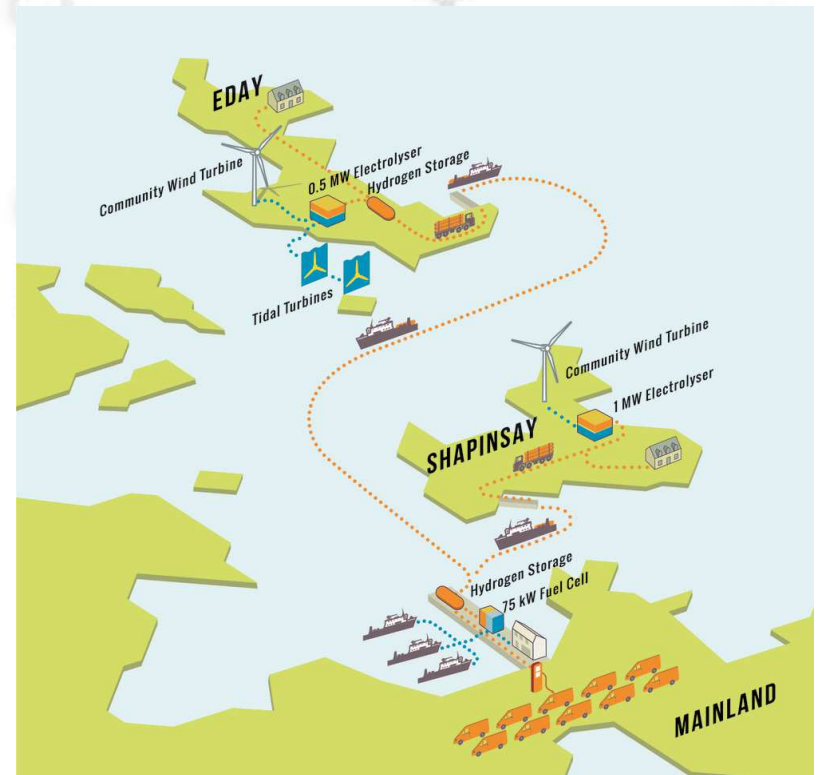 EDAY
Community Wind Turbine
0.5 MW Electrolyser
Hydrogen Storage
Tidal Turbines
Community Wind Turbine
1 MW Electrolyser
SHAPINSAY
Hydrogen Storage
75 kW Fuel Cell
MAINLAND